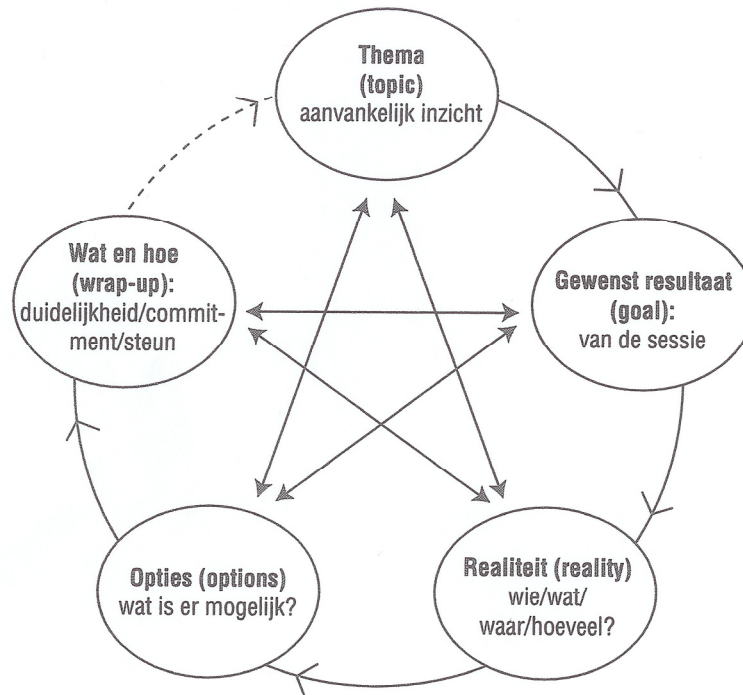 Thema
(topic)
aanvankelijk inzicht
Gewenst resultaat
(goal):
van de sessie
Realiteit (reality)
wie/wat/
waar/hoeveel?
Opties (options)
wat is er mogelijk?
Wat en hoe
(wrap-up):
duidelijkheid/commit-
ment/steun